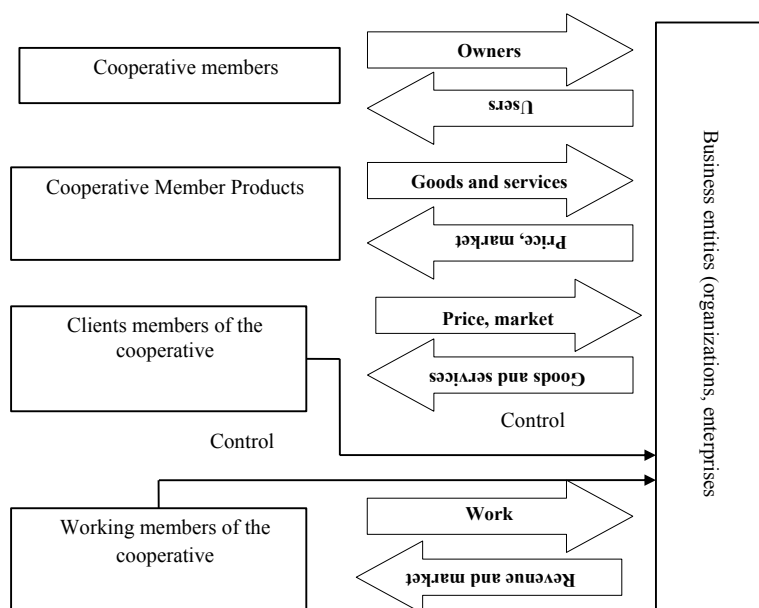 Cooperative members
Owners
Users
Cooperative Member Products
Goods and services
Price, market
Clients members of the
cooperative
Price, market
Goods and services
Control
Control
Working members of the
cooperative
Work
Revenue and market
Business entities (organizations, enterprises